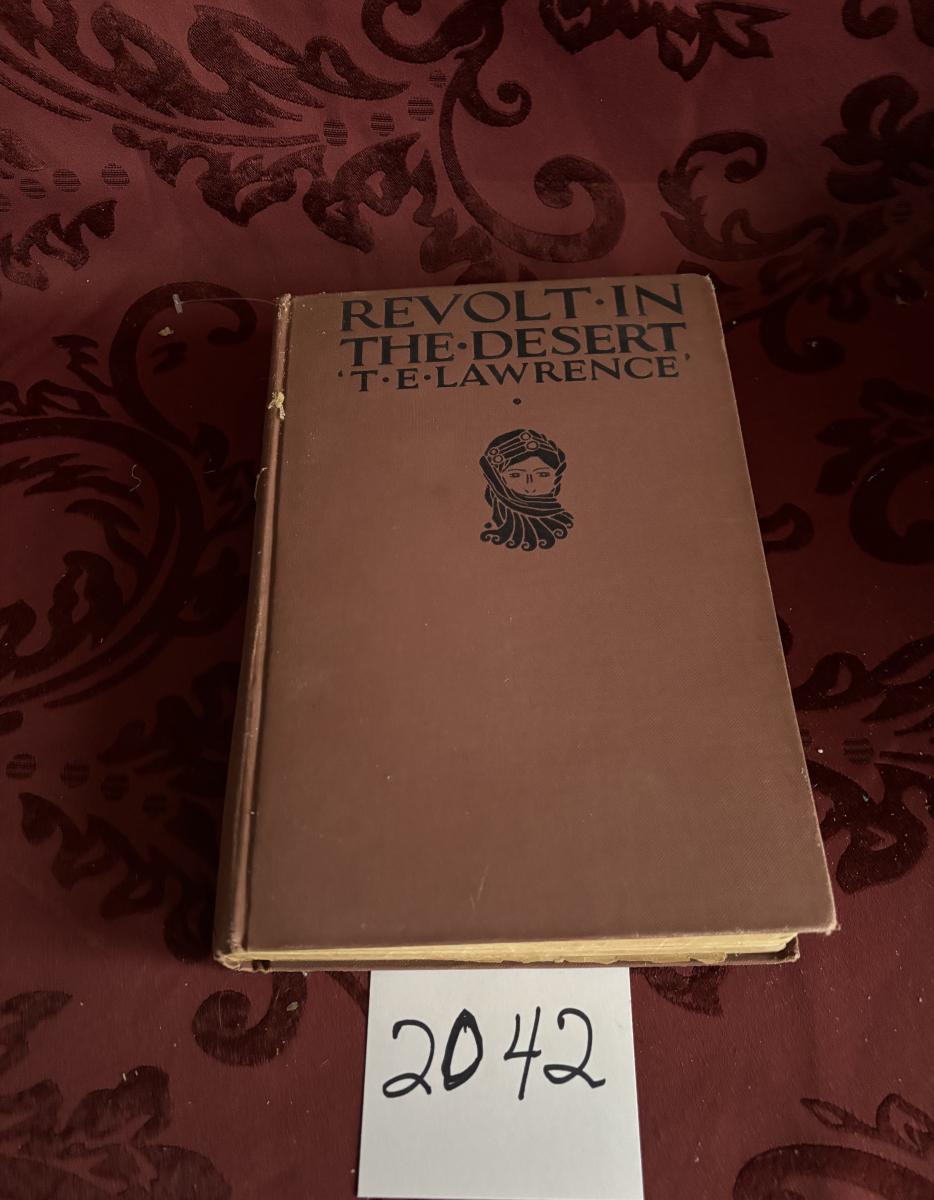 REVOLT·IN
THE·DESERT
'T·E·LAWRENCE'
2042